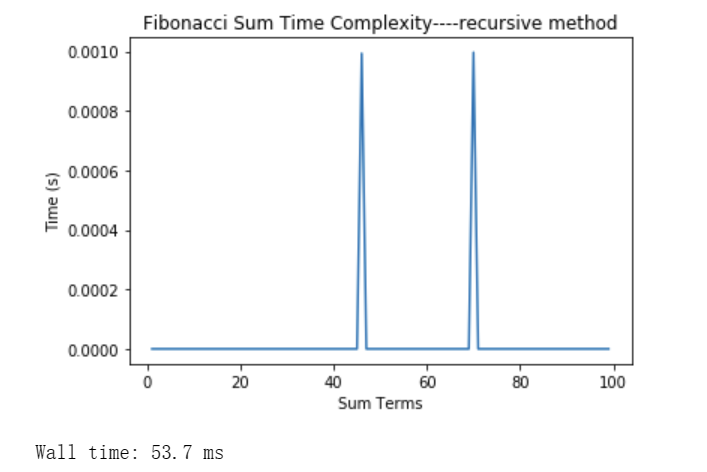 Fibonacci Sum Time Complexity----recursive method
0.0010
0.0008
0.0006
0.0004
0.0002
0.0000
Time (s)
0 20 40 60 80 100
Sum Terms
Wall time: 53.7 ms